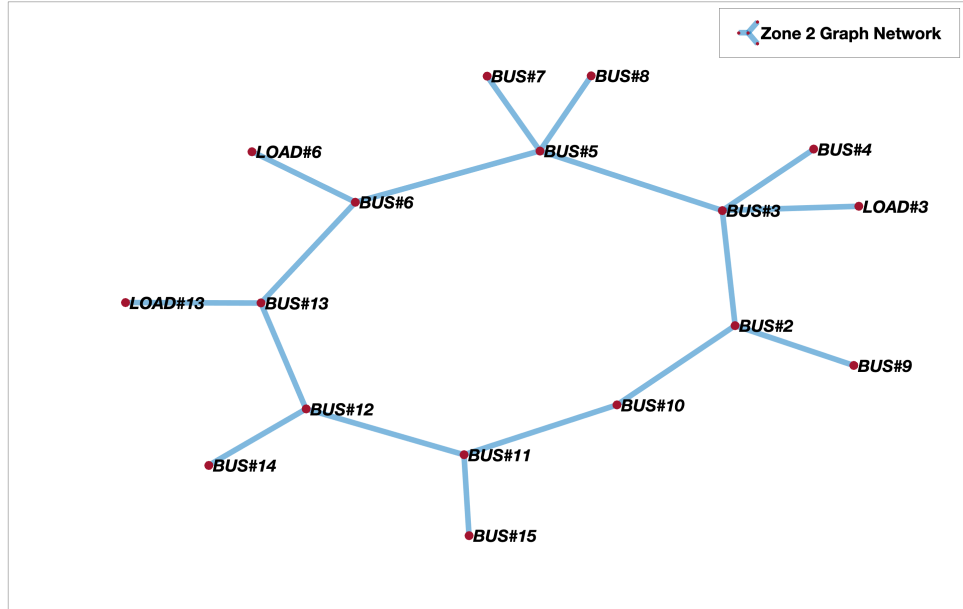 Zone 2 Graph Network
BUS#7
BUS#8
BUS#4
LOAD#6
BUS#5
BUS#6
LOAD#3
BUS#3
LOAD#13
BUS#13
BUS#2
BUS#9
BUS#10
BUS#12
BUS#11
BUS#14
BUS#15